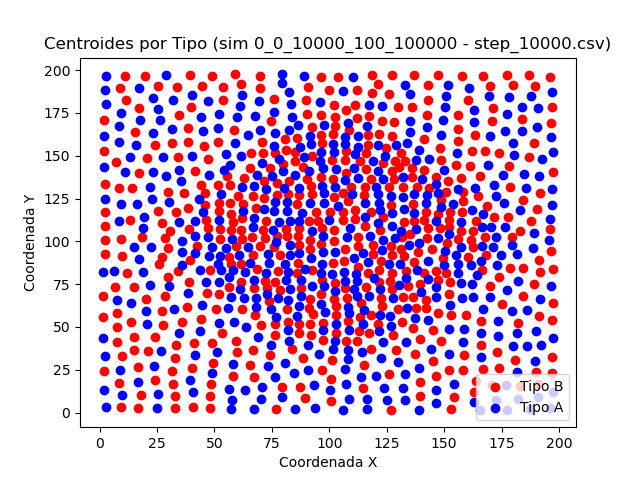 Centroides por Tipo (sim 0_0_10000_100_100000 - step_10000.csv)
200
175
150
125
100
75
50
25
0
Coordenada Y
0 25 50 75 100 125 150 175 200
Coordenada X
Tipo B
Tipo A